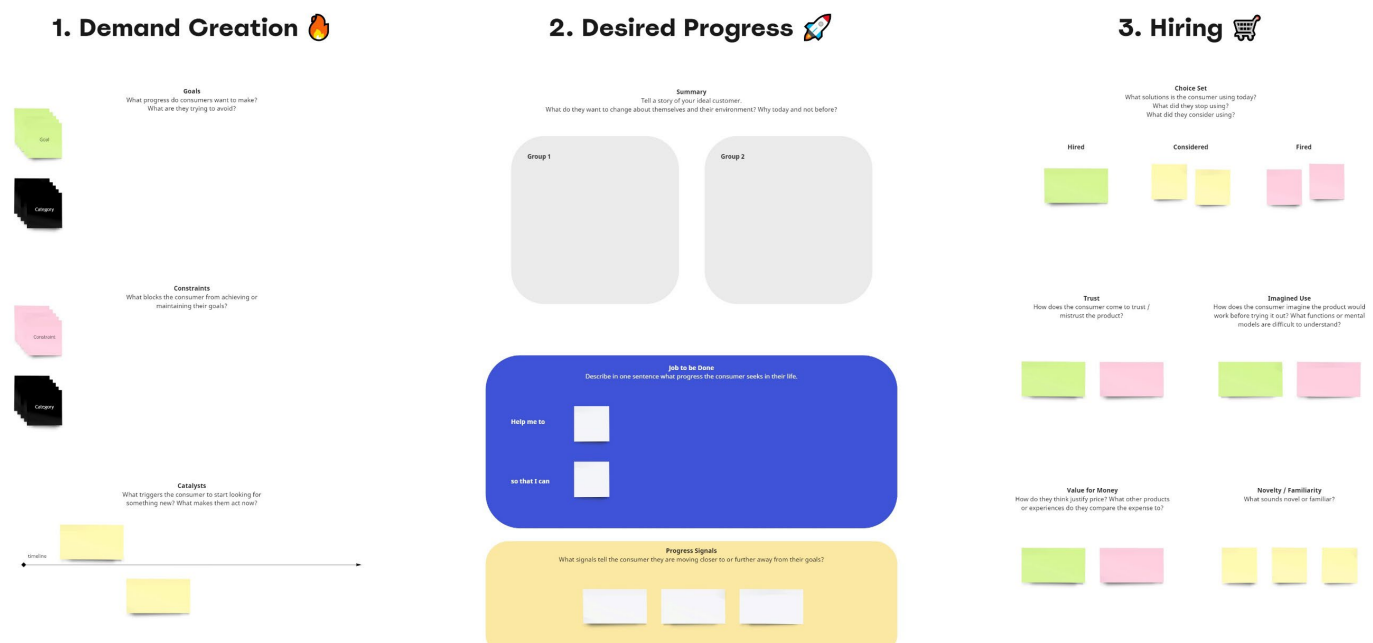 1. Demand Creation 🔥
Goals
What progress do consumers want to make?
What are they trying to avoid?
Goal
Category
Constraints
What blocks the consumer from achieving or
maintaining their goals?
Constraint
Category
Catalysts
What triggers the consumer to start looking for
something new? What makes them act now?
timeline
2. Desired Progress 🚀
Summary
Tell a story of your ideal customer.
What do they want to change about themselves and their environment? Why today and not before?
Group 1
Group 2
Job to be Done
Describe in one sentence what progress the consumer seeks in their life.
Help me to
so that I can
Progress Signals
What signals tell the consumer they are moving closer to or further away from their goals?
3. Hiring 🛒
Choice Set
What solutions is the consumer using today?
What did they stop using?
What did they consider using?
Hired
Considered
Fired
Trust
How does the consumer come to trust /
mistrust the product?
Imagined Use
How does the consumer imagine the product would
work before trying it out? What functions or mental
models are difficult to understand?
Value for Money
How do they think justify price? What other products
or experiences do they compare the expense to?
Novelty / Familiarity
What sounds novel or familiar?